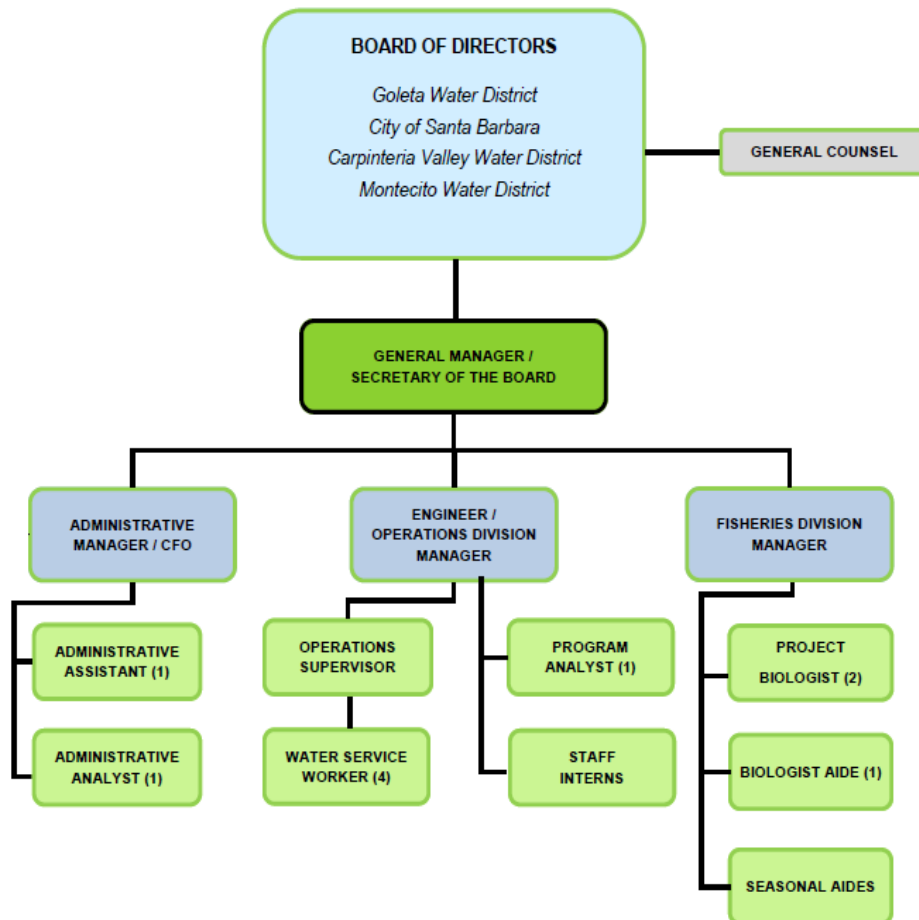 BOARD OF DIRECTORS
Goleta Water District
City of Santa Barbara
Carpinteria Valley Water District
Montecito Water District
GENERAL COUNSEL
GENERAL MANAGER /
SECRETARY OF THE BOARD
ADMINISTRATIVE
MANAGER / CFO
ENGINEER /
OPERATIONS DIVISION
MANAGER
FISHERIES DIVISION
MANAGER
ADMINISTRATIVE
ASSISTANT (1)
ADMINISTRATIVE
ANALYST (1)
OPERATIONS
SUPERVISOR
WATER SERVICE
WORKER (4)
PROGRAM
ANALYST (1)
STAFF
INTERNS
PROJECT
BIOLOGIST (2)
BIOLOGIST AIDE (1)
SEASONAL AIDES